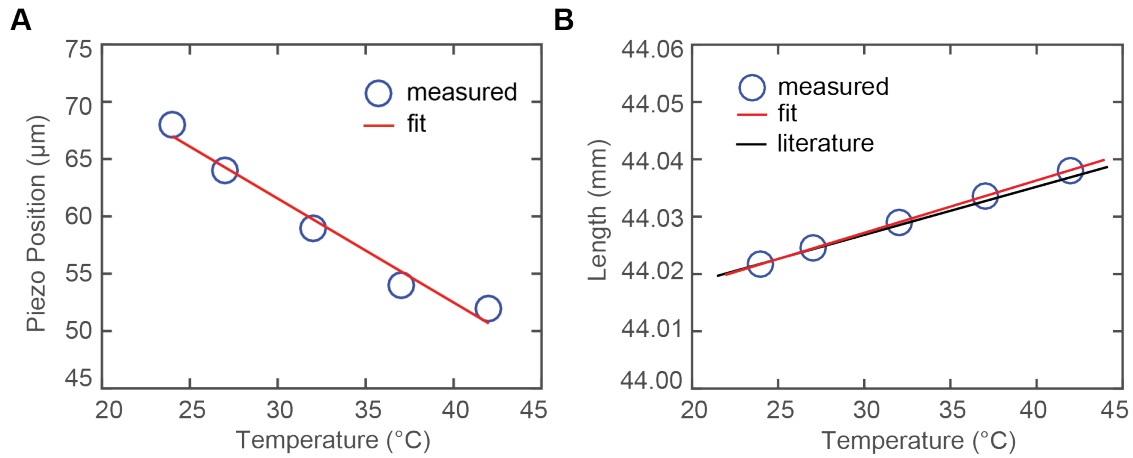 A
75
70
65
60
55
50
45
20
25
30
35
40
45
Piezo Position (µm)
Temperature (°C)
measured
fit
B
44.06
44.05
44.04
44.03
44.02
44.01
44.00
20
25
30
35
40
45
Length (mm)
Temperature (°C)
measured
fit
literature